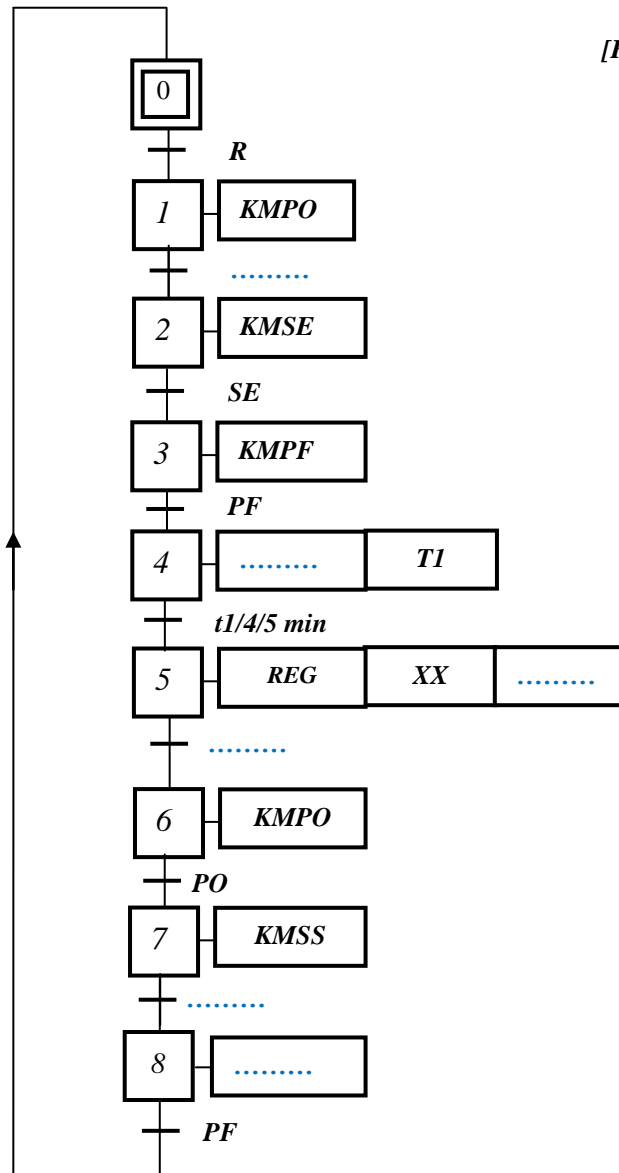 [
0
R
1 KMPO
.........
2 KMSE
SE
3 KMPF
PF
4 ......... T1
t1/4/5 min
5 REG XX .........
.........
6 KMPO
PO
7 KMSS
.........
8 .........
PF